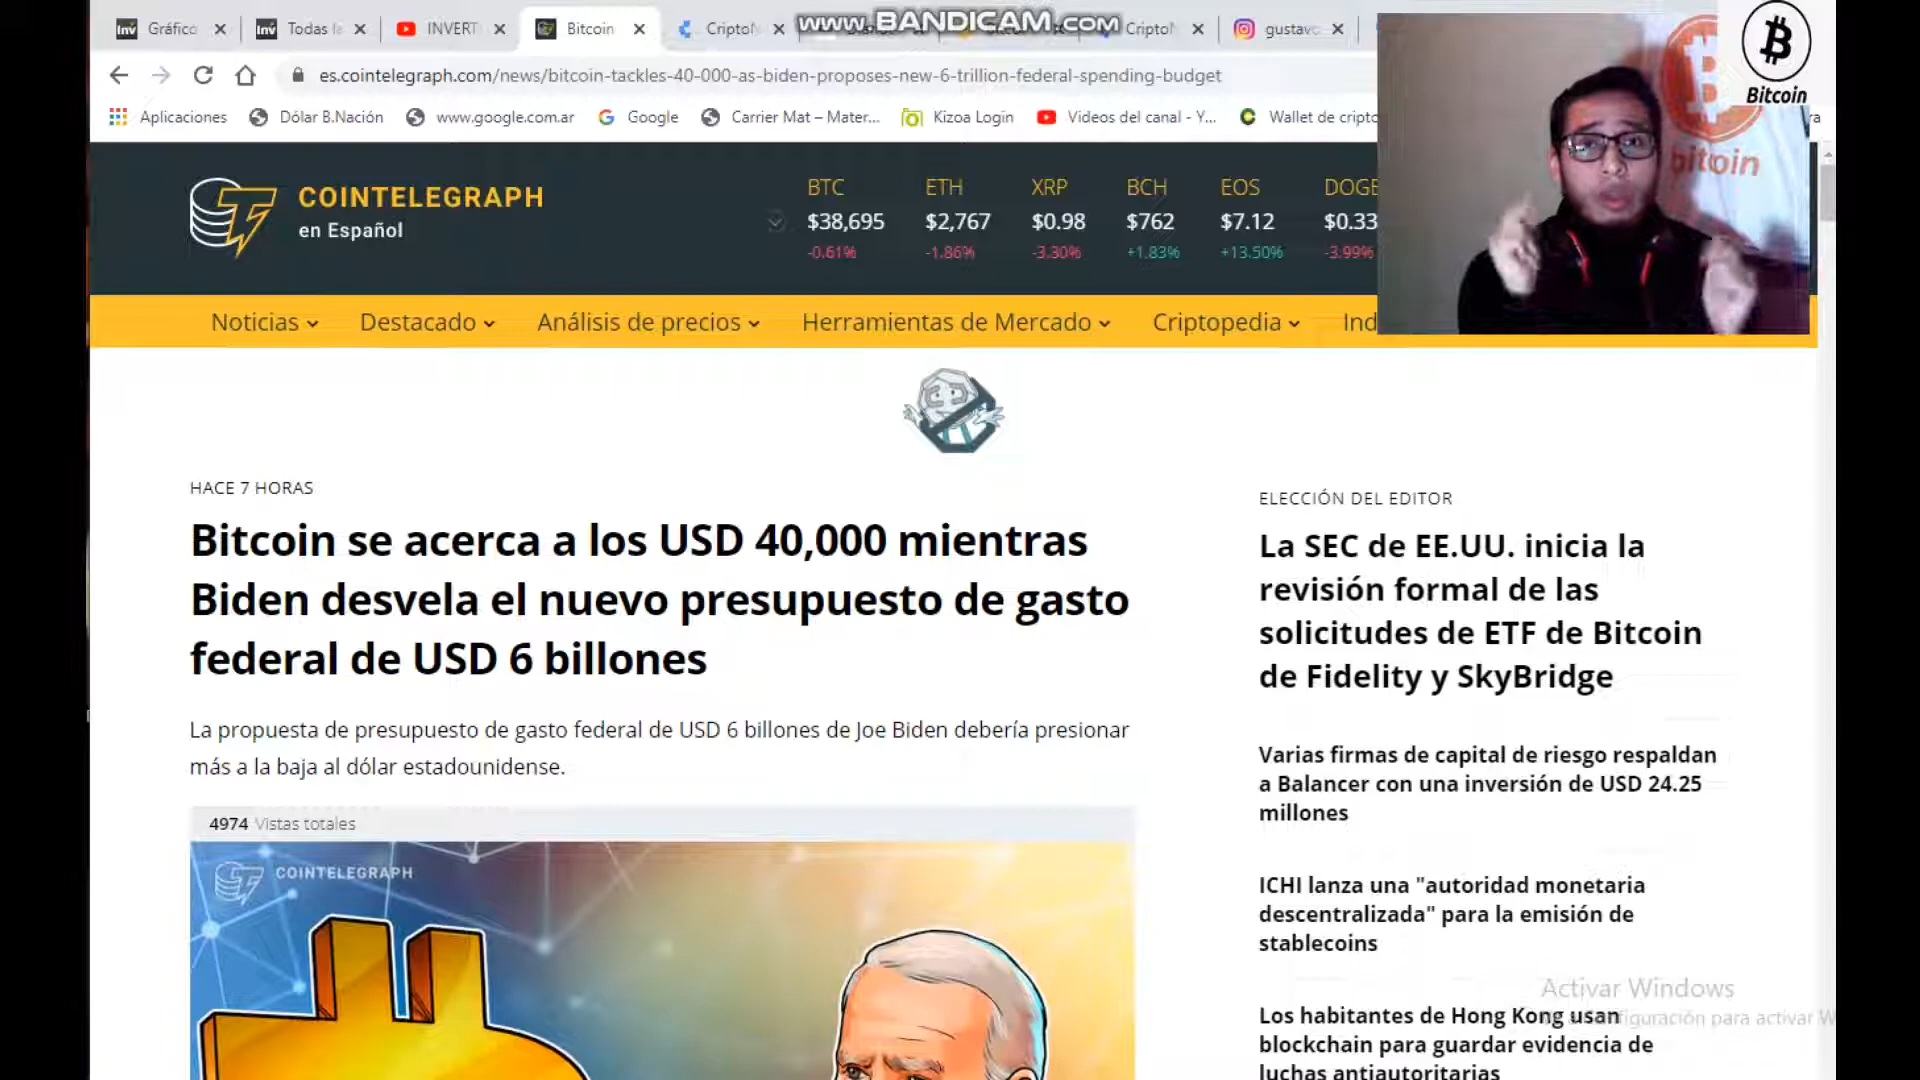 Gráfico
Todas la
INVERT
Bitcoin
Cripto
www.BANDICAM.com
Cripto
gustavo
es.cointelegraph.com/news/bitcoin-tackles-40-000-as-biden-proposes-new-6-trillion-federal-spending-budget
Aplicaciones
Dólar B.Nación
www.google.com.ar
Google
Carrier Mat – Mater...
Kizoa Login
Videos del canal - Y...
Wallet de cripto
Bitcoin
bitcoin
COINTELEGRAPH
en Español
BTC ETH XRP BCH EOS DOGE
$38,695 $2,767 $0.98 $762 $7.12 $0.33
-0.61% -1.86% -3.30% +1.83% +13.50% -3.99%
Noticias Destacado Análisis de precios Herramientas de Mercado Criptopedia Ind
HACE 7 HORAS
Bitcoin se acerca a los USD 40,000 mientras
Biden desvela el nuevo presupuesto de gasto
federal de USD 6 billones
La propuesta de presupuesto de gasto federal de USD 6 billones de Joe Biden debería presionar
más a la baja al dólar estadounidense.
4974 Vistas totales
COINTELEGRAPH
ELECCIÓN DEL EDITOR
La SEC de EE.UU. inicia la
revisión formal de las
solicitudes de ETF de Bitcoin
de Fidelity y SkyBridge
Varias firmas de capital de riesgo respaldan
a Balancer con una inversión de USD 24.25
millones
ICHI lanza una "autoridad monetaria
descentralizada" para la emisión de
stablecoins
Los habitantes de Hong Kong usan
blockchain para guardar evidencia de
luchas antiautoritarias
Activar Windows
configuración para activar W